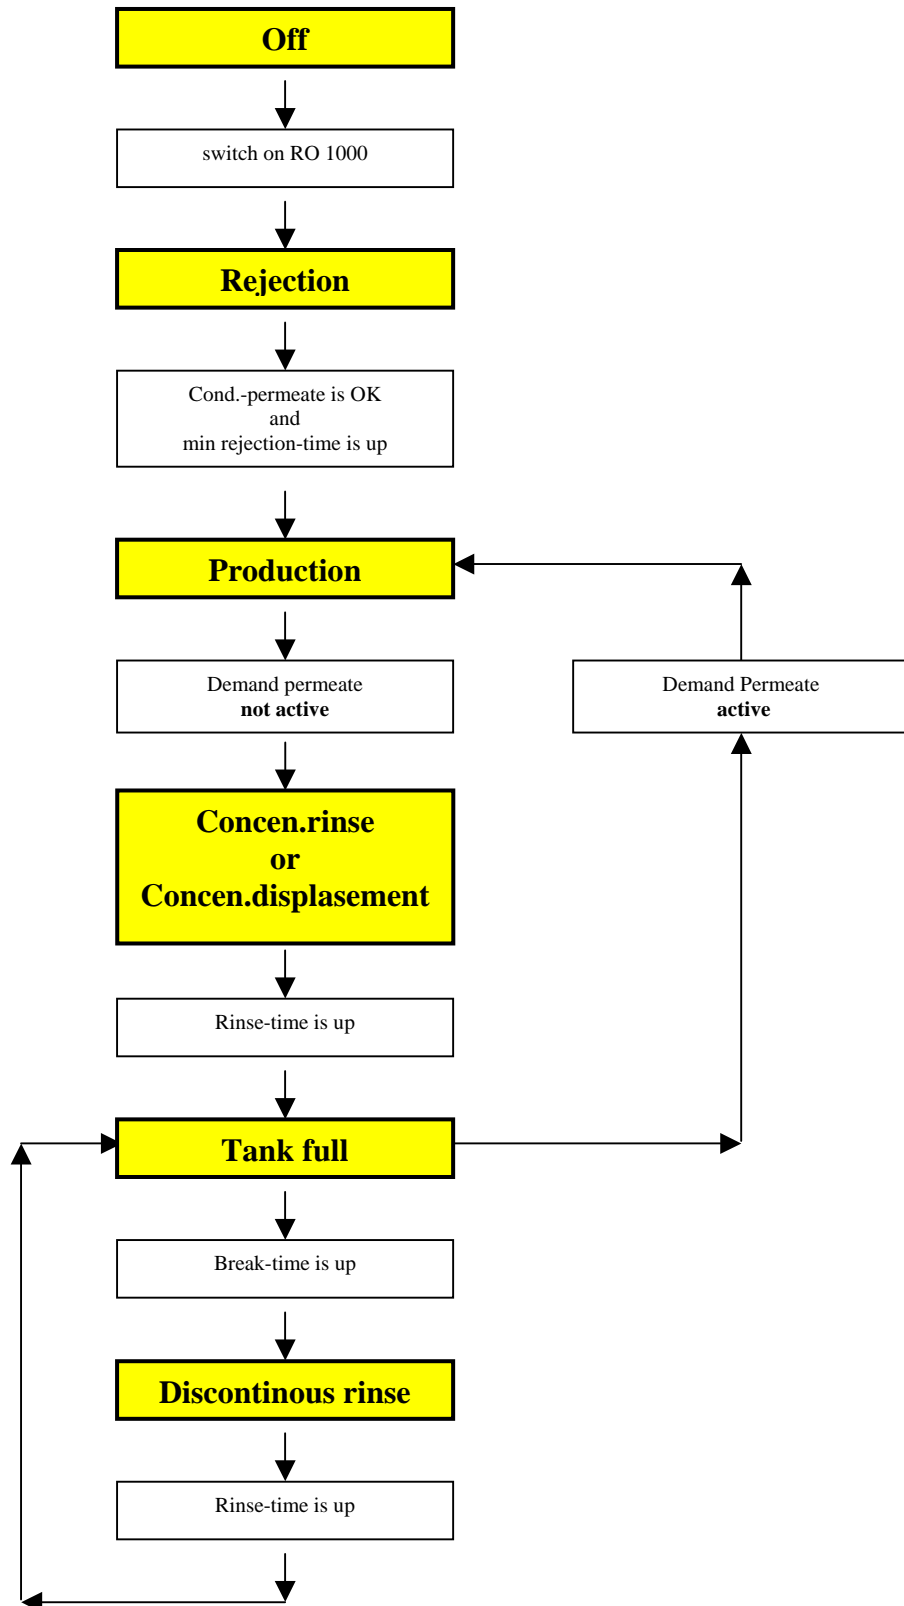 Off
switch on RO 1000
Rejection
Cond.-permeate is OK
and
min rejection-time is up
Production
Demand permeate
not active
Demand Permeate
active
Concen.rinse
or
Concen.displasement
Rinse-time is up
Tank full
Break-time is up
Discontinous rinse
Rinse-time is up